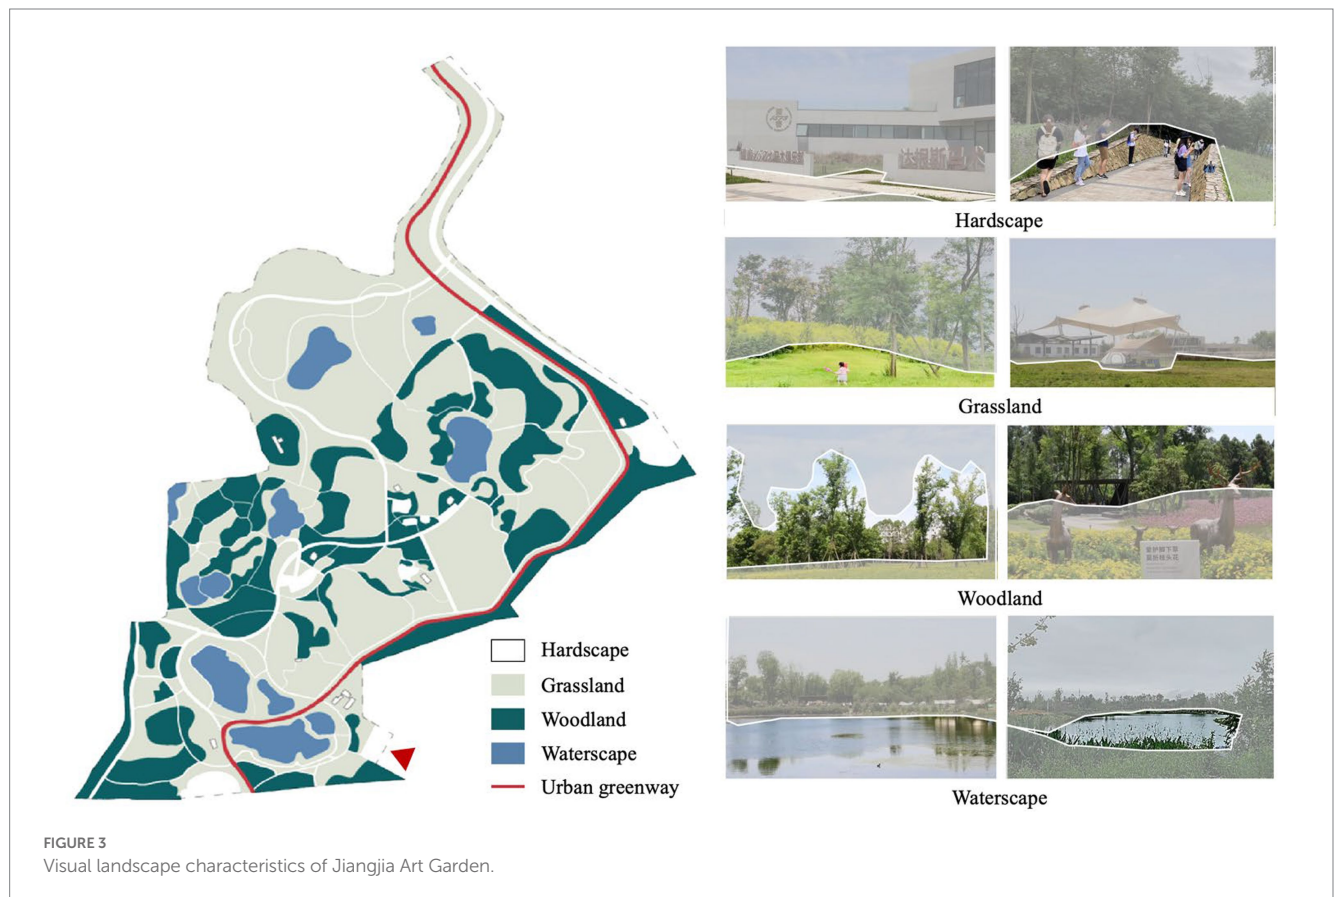 Hardscape
Grassland
Woodland
Waterscape
Hardscape
Grassland
Woodland
Waterscape
Urban greenway
FIGURE 3
Visual landscape characteristics of Jiangjia Art Garden.